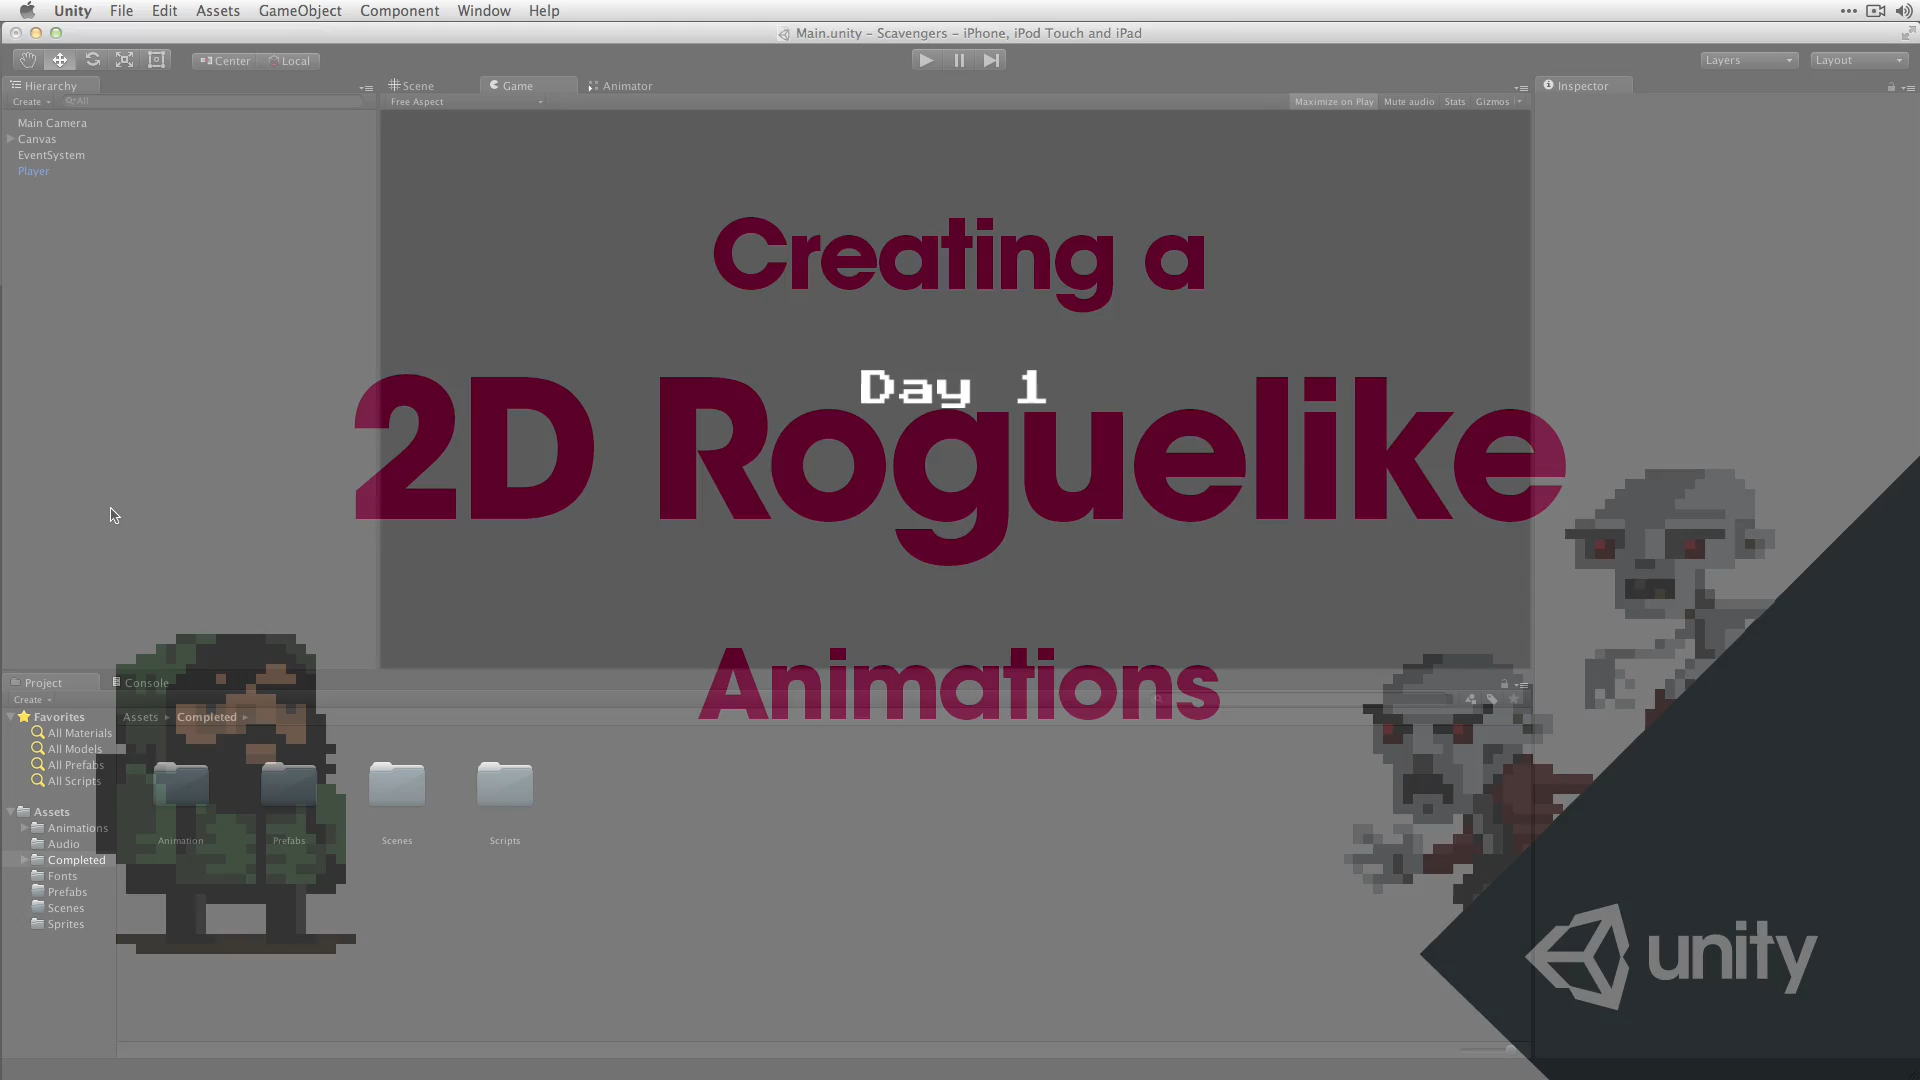 Unity File Edit Assets GameObject Component Window Help
Main.unity – Scavengers – iPhone, iPod Touch and iPad
Center Local
Layers Layout
Hierarchy
Create All
Main Camera
Canvas
EventSystem
Player
Scene Game Animator
Free Aspect
Maximize on Play Mute audio Stats Gizmos
Inspector
Creating a
Day 1
2D Roguelike
Animations
Project Console
Create
Favorites
All Materials
All Models
All Prefabs
All Scripts
Assets
Animations
Audio
Completed
Fonts
Prefabs
Scenes
Sprites
Assets Completed
Animation Prefabs Scenes Scripts
unity